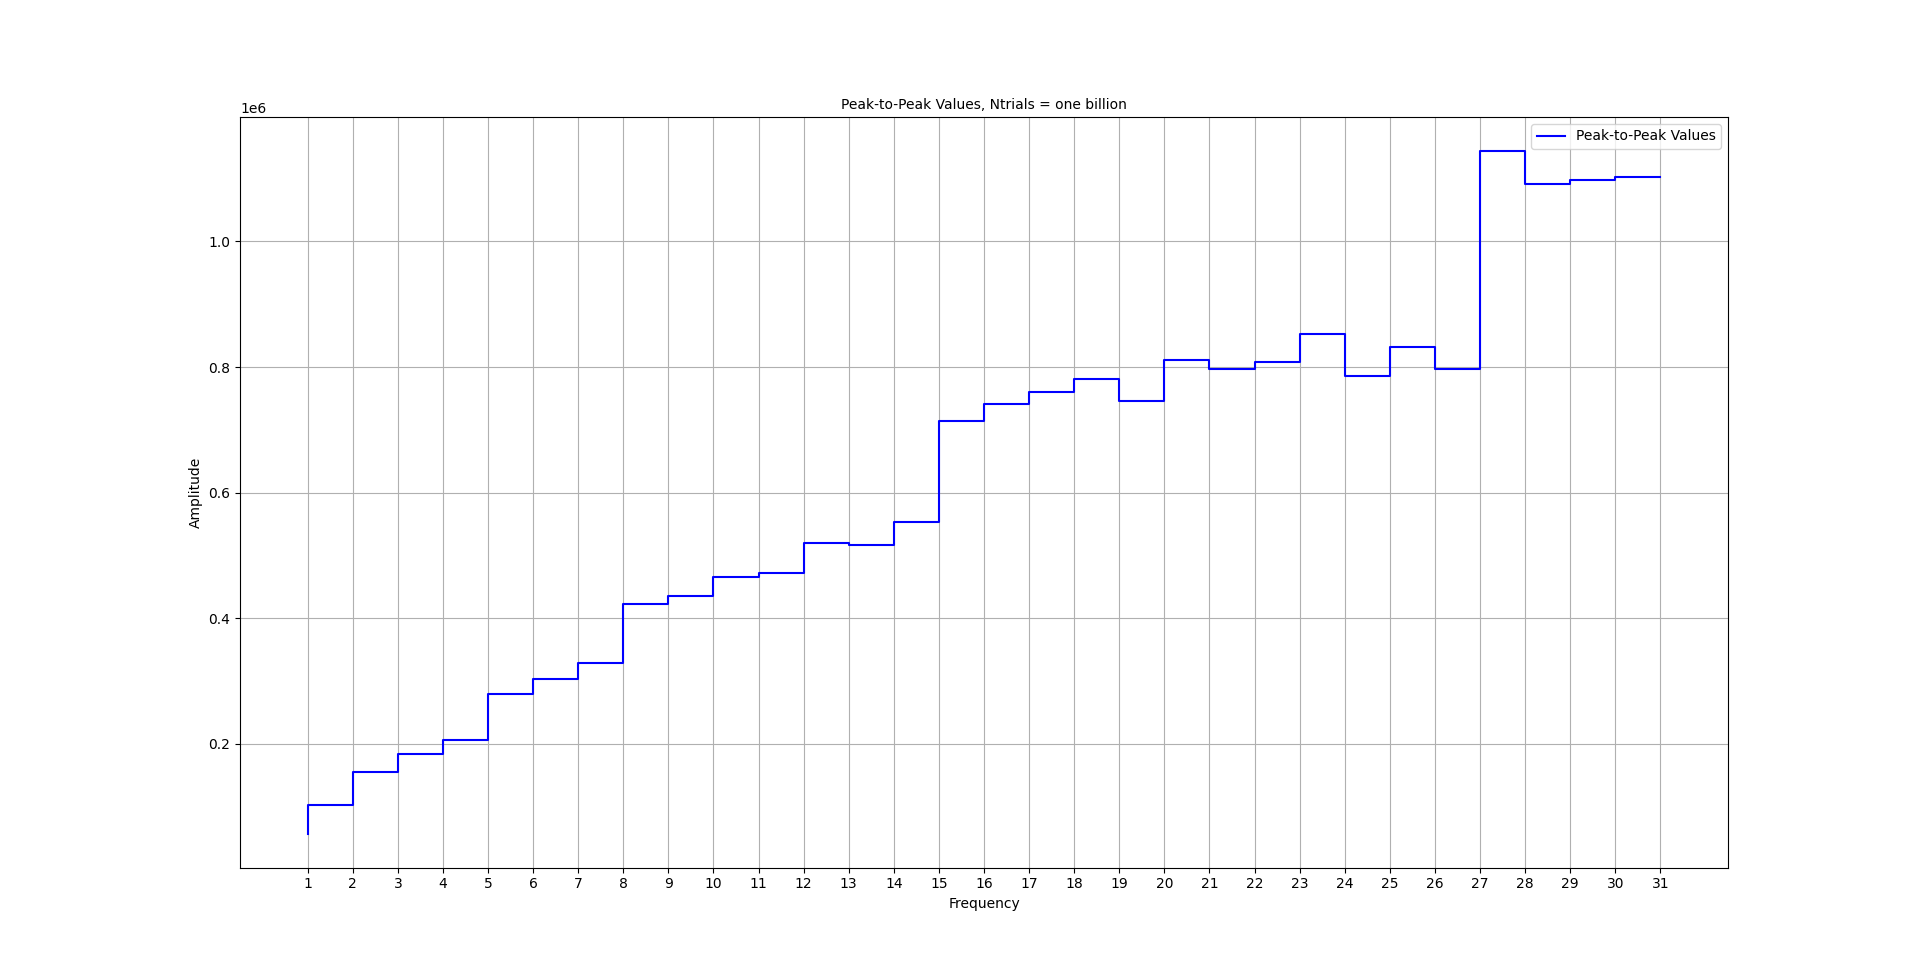 Peak-to-Peak Values, Ntrials = one billion
1e6
Peak-to-Peak Values
1.0
0.8
0.6
0.4
0.2
Amplitude
1 2 3 4 5 6 7 8 9 10 11 12 13 14 15 16 17 18 19 20 21 22 23 24 25 26 27 28 29 30 31
Frequency